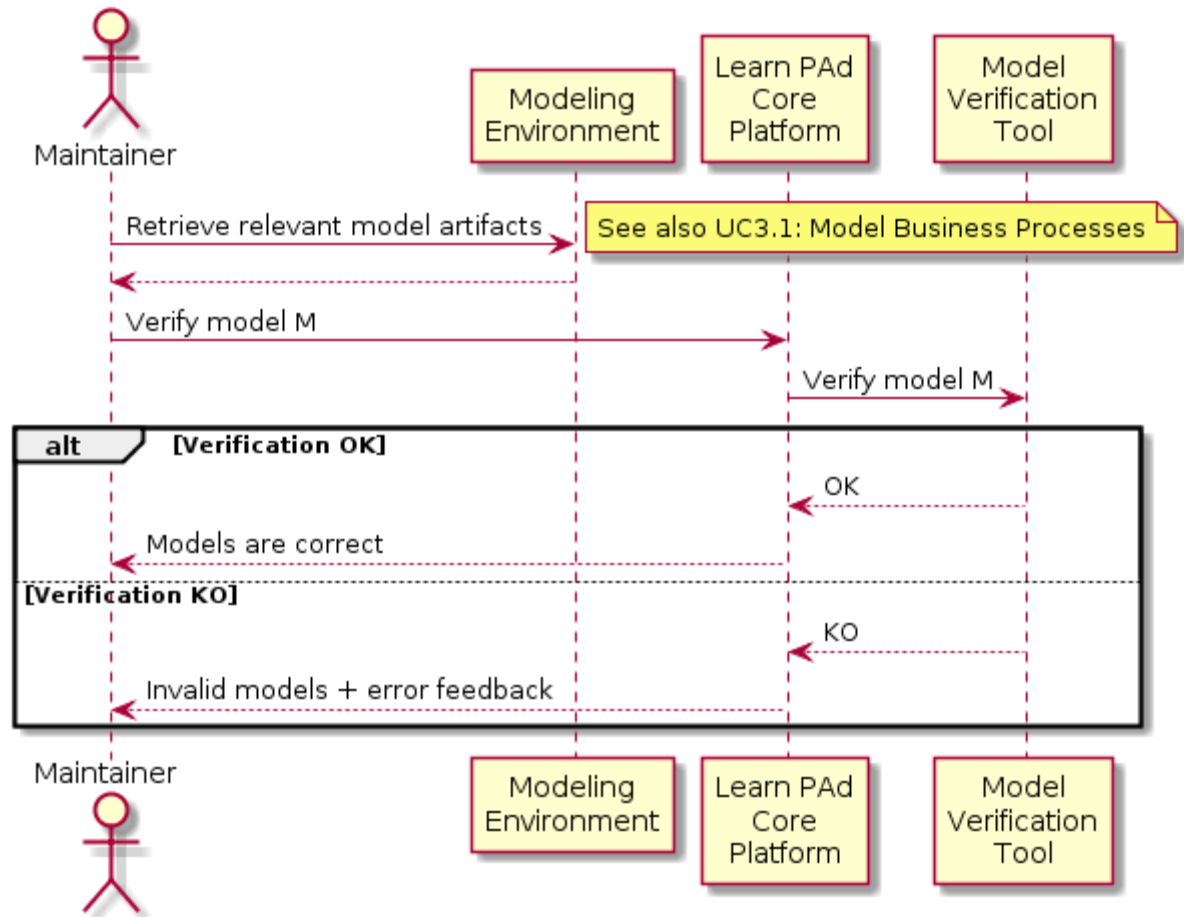 Maintainer
Modeling
Environment
Learn PAd
Core
Platform
Model
Verification
Tool
Retrieve relevant model artifacts
See also UC3.1: Model Business Processes
Verify model M
Verify model M
alt
[Verification OK]
OK
Models are correct
[Verification KO]
KO
Invalid models + error feedback
Maintainer
Modeling
Environment
Learn PAd
Core
Platform
Model
Verification
Tool